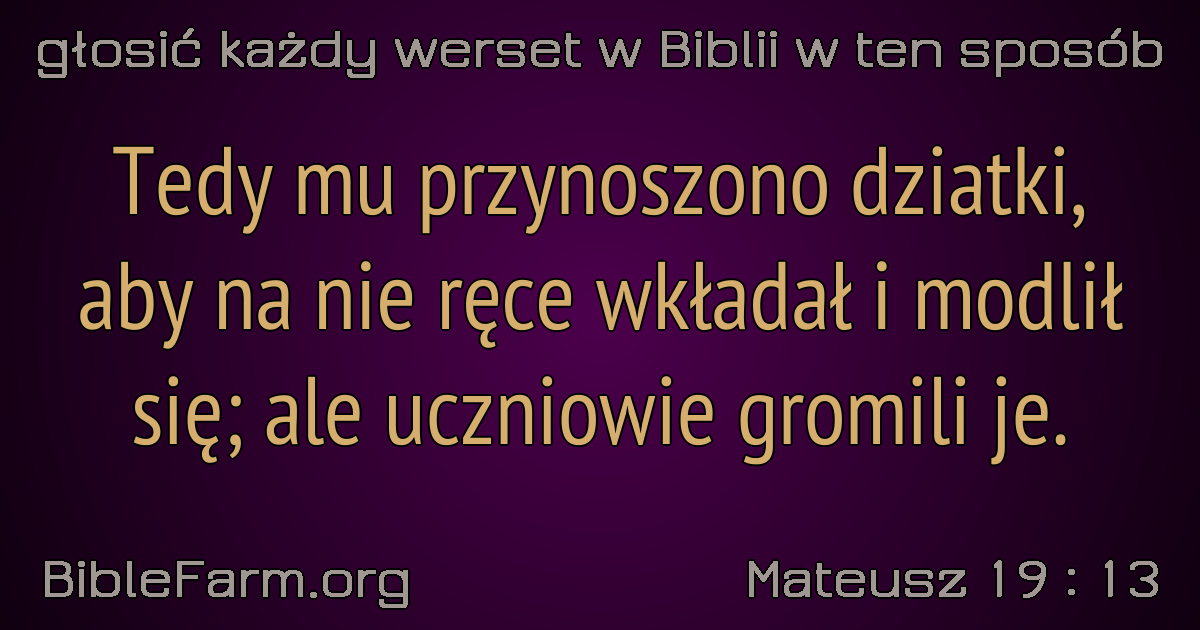 głosić każdy werset w Biblii w ten sposób
Tedy mu przynoszono dziatki,
aby na nie ręce wkładał i modlił
się; ale uczniowie gromili je.
BibleFarm.org
Mateusz 19 : 13